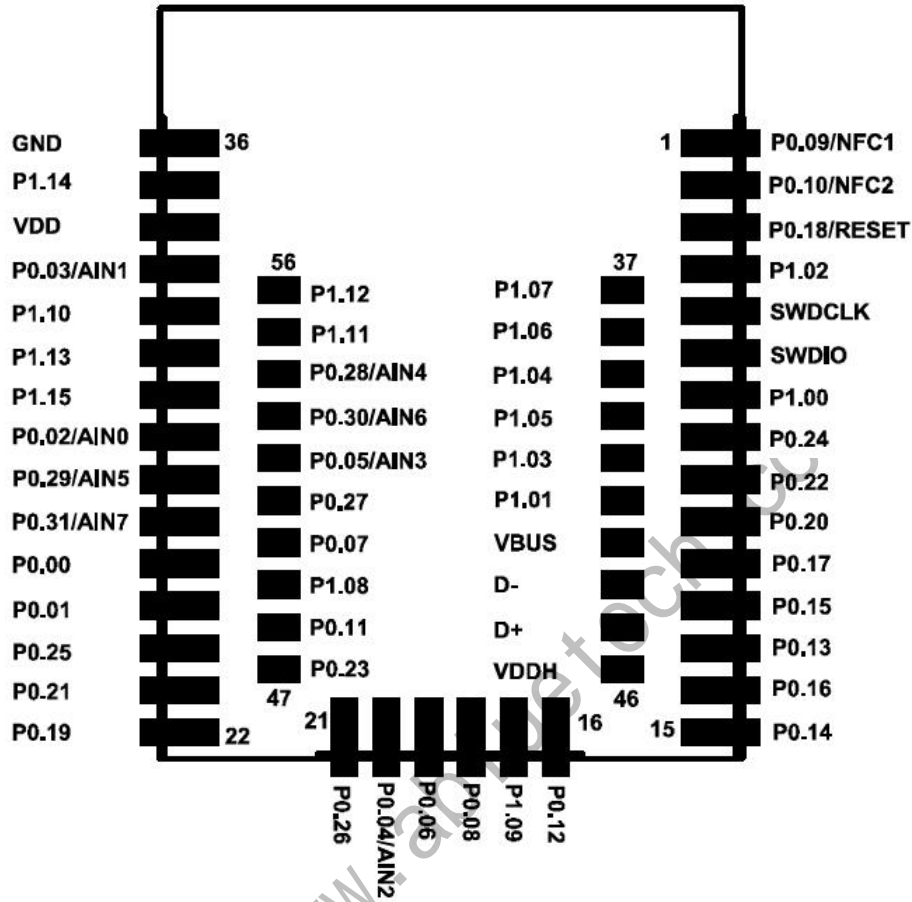 GND
36
1
P0.09/NFC1
P1.14
P0.10/NFC2
VDD
P0.18/RESET
P0.03/AIN1
56
37
P1.02
P1.12
P1.07
P1.10
SWDCLK
P1.11
P1.06
P1.13
SWDIO
P0.28/AIN4
P1.04
P1.15
P1.00
P0.30/AIN6
P1.05
P0.02/AIN0
P0.24
P0.05/AIN3
P1.03
P0.29/AIN5
P0.22
P0.27
P1.01
P0.31/AIN7
P0.20
P0.07
VBUS
P0.00
P0.17
P1.08
D-
P0.01
P0.15
P0.11
D+
P0.25
P0.13
P0.23
VDDH
P0.21
47
46
P0.16
P0.19
22
21
16
15
P0.14
P0.26
P0.04/AIN2
P0.06
P0.08
P1.09
P0.12